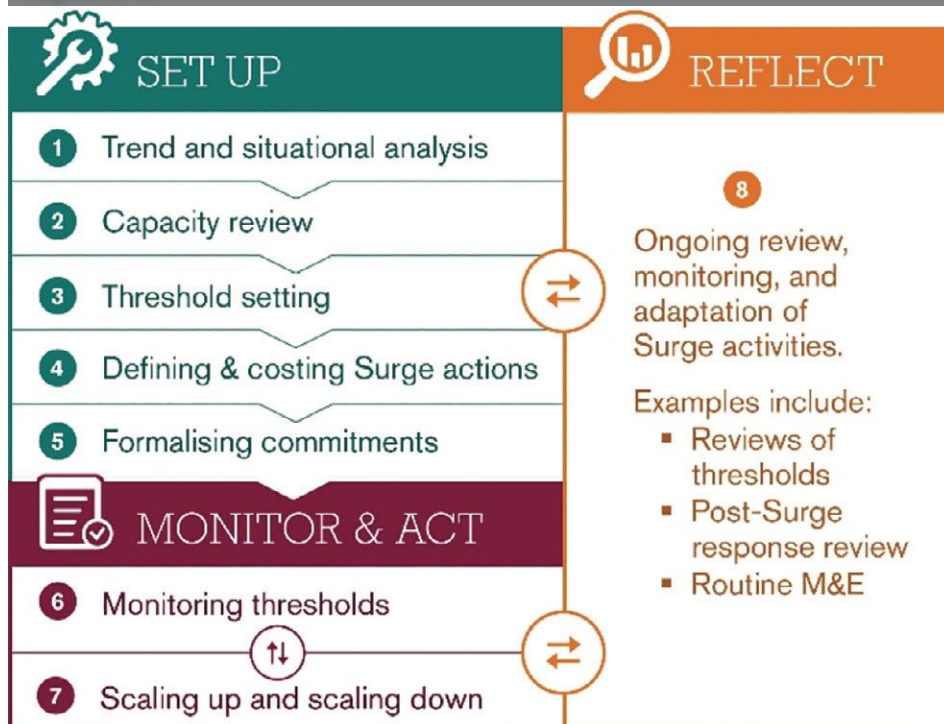 SET UP
1 Trend and situational analysis
2 Capacity review
3 Threshold setting
4 Defining & costing Surge actions
5 Formalising commitments
MONITOR & ACT
6 Monitoring thresholds
7 Scaling up and scaling down
REFLECT
8
Ongoing review,
monitoring, and
adaptation of
Surge activities.
Examples include:
▪ Reviews of
thresholds
▪ Post-Surge
response review
▪ Routine M&E